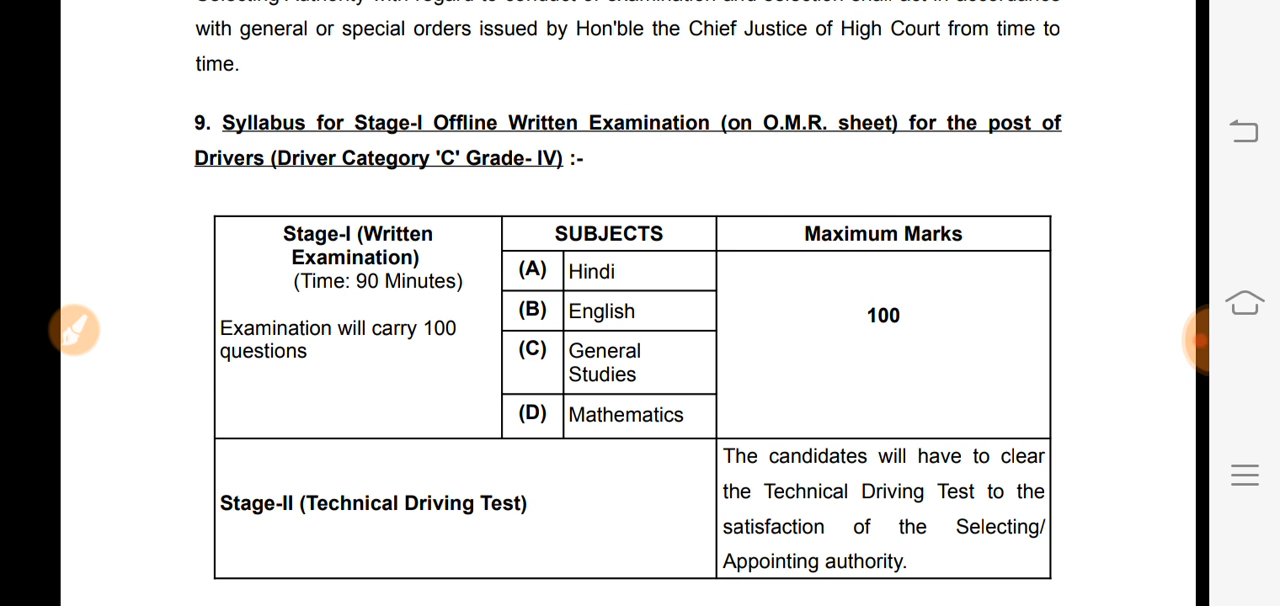 with general or special orders issued by Hon'ble the Chief Justice of High Court from time to
time.
9. Syllabus for Stage-I Offline Written Examination (on O.M.R. sheet) for the post of
Drivers (Driver Category 'C' Grade- IV) :-
Stage-I (Written
Examination)
(Time: 90 Minutes)
Examination will carry 100
questions
SUBJECTS
Maximum Marks
(A) Hindi
(B) English
(C) General
Studies
(D) Mathematics
100
Stage-II (Technical Driving Test)
The candidates will have to clear
the Technical Driving Test to the
satisfaction of the Selecting/
Appointing authority.